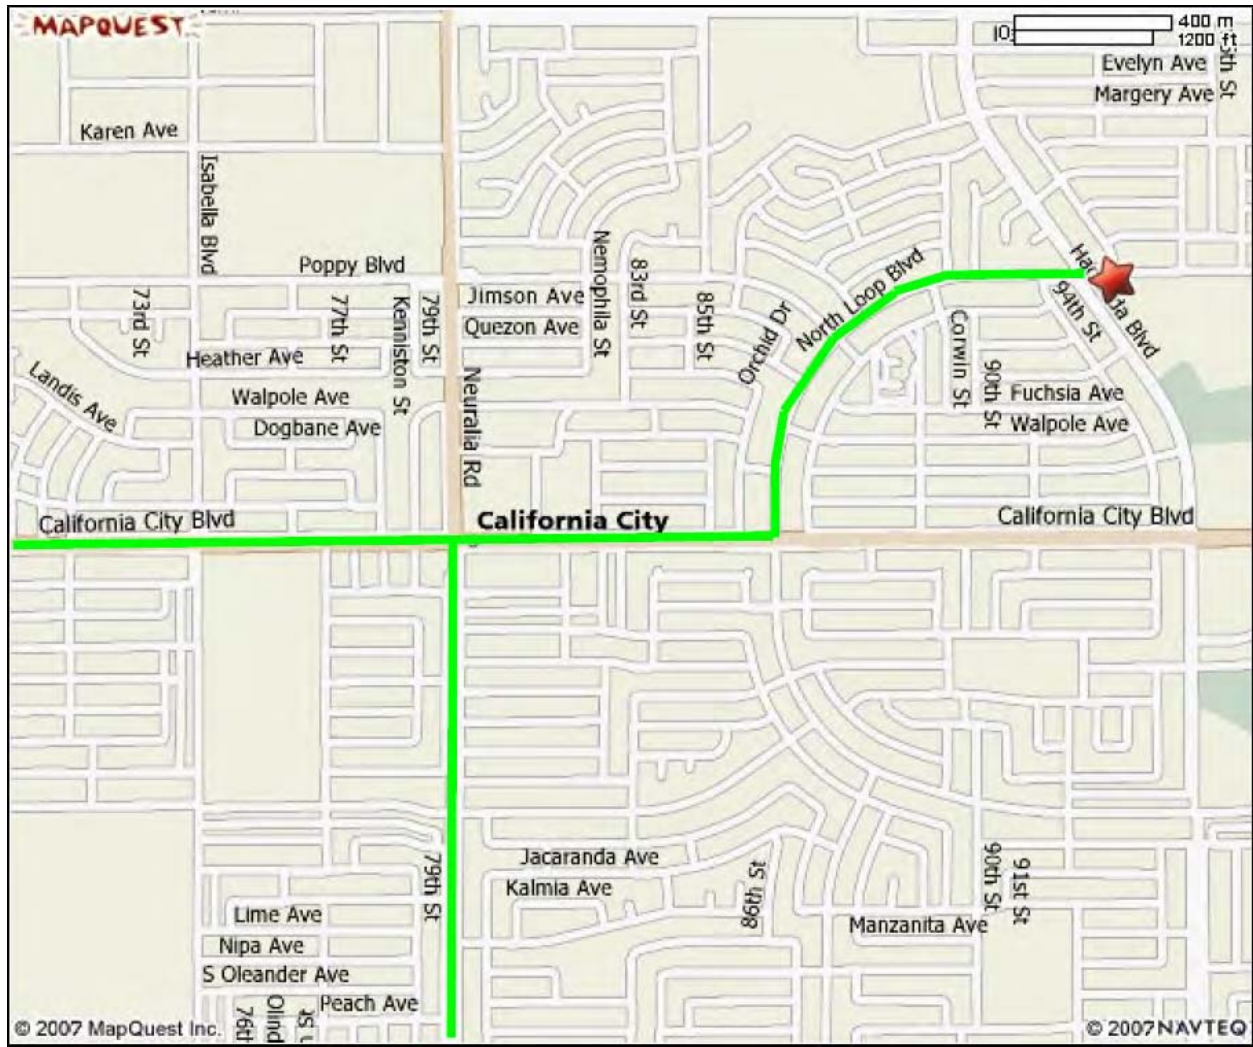 MAPQUEST
400 m
1200 ft
Evelyn Ave
Margery Ave
Karen Ave
Isabella Blvd
Poppy Blvd
Nemophila St
83rd St
85th St
73rd St
77th St
Kenniston St
79th St
Jimson Ave
Quezon Ave
Orchid Dr
North Loop Blvd
94th St
Corwin St
90th St
Heather Ave
Landis Ave
Walpole Ave
Dogbane Ave
Neuralia Rd
Fuchsia Ave
Walpole Ave
California City Blvd
California City
California City Blvd
Jacaranda Ave
Kalmia Ave
79th St
86th St
90th St
91st St
Lime Ave
Manzanita Ave
Nipa Ave
S Oleander Ave
Peach Ave
© 2007 MapQuest Inc.
© 2007 NAVTEQ